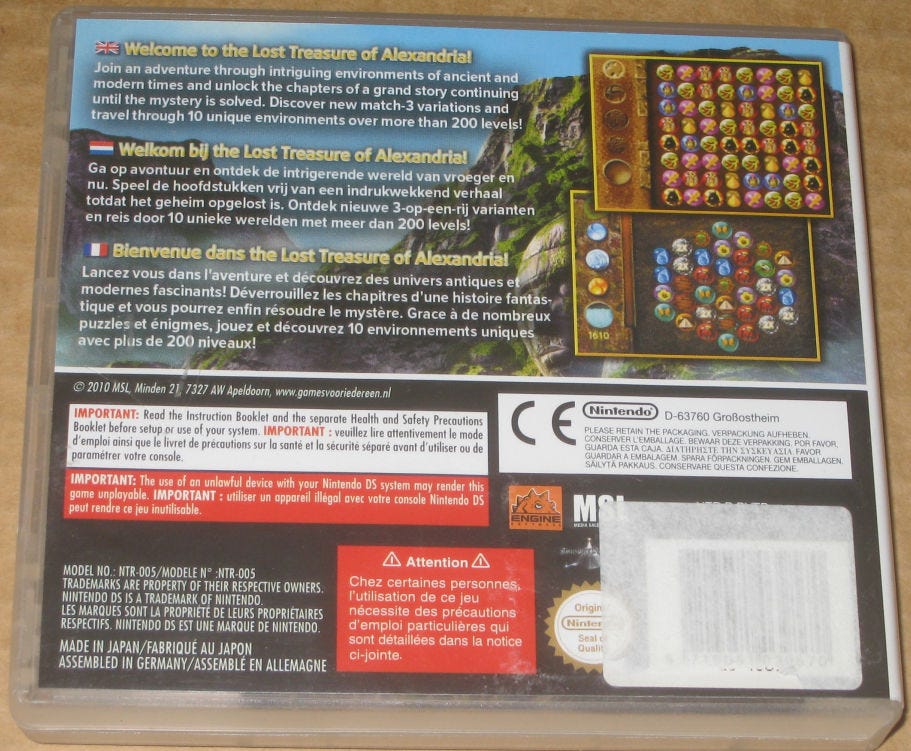 Welcome to the Lost Treasure of Alexandria!
Join an adventure through intriguing environments of ancient and
modern times and unlock the chapters of a grand story continuing
until the mystery is solved. Discover new match-3 variations and
travel through 10 unique environments over more than 200 levels!
Welkom bij the Lost Treasure of Alexandria!
Ga op avontuur en ontdek de intrigerende wereld van vroeger en
nu. Speel de hoofdstukken vrij van een indrukwekkend verhaal
totdat het geheim opgelost is. Ontdek nieuwe 3-op-een-rij varianten
en reis door 10 unieke werelden met meer dan 200 levels!
Bienvenue dans the Lost Treasure of Alexandria!
Lancez vous dans l'aventure et découvrez des univers antiques et
modernes fascinants! Déverrouillez les chapitres d'une histoire fantas-
tique et vous pourrez enfin résoudre le mystère. Grace à de nombreux
puzzles et énigmes, jouez et découvrez 10 environnements uniques
avec plus de 200 niveaux!
1610
© 2010 MSL, Minden 21, 7327 AW Apeldoorn, www.gamesvooriedereen.nl
IMPORTANT: Read the Instruction Booklet and the separate Health and Safety Precautions
Booklet before setup or use of your system. IMPORTANT : veuillez lire attentivement le mode
d'emploi ainsi que le livret de précautions sur la santé et la sécurité séparé avant d'utiliser ou de
paramétrer votre console.
IMPORTANT: The use of an unlawful device with your Nintendo DS system may render this
game unplayable. IMPORTANT : utiliser un appareil illégal avec votre console Nintendo DS
peut rendre ce jeu inutilisable.
CE
Nintendo
D-63760 Großostheim
PLEASE RETAIN THE PACKAGING. VERPACKUNG AUFHEBEN.
CONSERVER L'EMBALLAGE. BEWAAR DEZE VERPAKKING. POR FAVOR,
GUARDA ESTA CAJA. ΔΙΑΤΗΡΗΣΤΕ ΤΗΝ ΣΥΣΚΕΥΑΣΙΑ. FAVOR
GUARDAR A EMBALAGEM. SPARA FÖRPACKNINGEN. GEM EMBALLAGEN.
SÄILYTÄ PAKKAUS. CONSERVARE QUESTA CONFEZIONE.
ENGINE
SOFTWARE
MSL
MODEL NO.: NTR-005/MODELE N° :NTR-005
TRADEMARKS ARE PROPERTY OF THEIR RESPECTIVE OWNERS.
NINTENDO DS IS A TRADEMARK OF NINTENDO.
LES MARQUES SONT LA PROPRIÉTÉ DE LEURS PROPRIÉTAIRES
RESPECTIFS. NINTENDO DS EST UNE MARQUE DE NINTENDO.
MADE IN JAPAN/FABRIQUÉ AU JAPON
ASSEMBLED IN GERMANY/ASSEMBLÉ EN ALLEMAGNE
Attention
Chez certaines personnes,
l'utilisation de ce jeu
nécessite des précautions
d'emploi particulières qui
sont détaillées dans la notice
ci-jointe.
Origin
Ninten
Seal o
Qualit